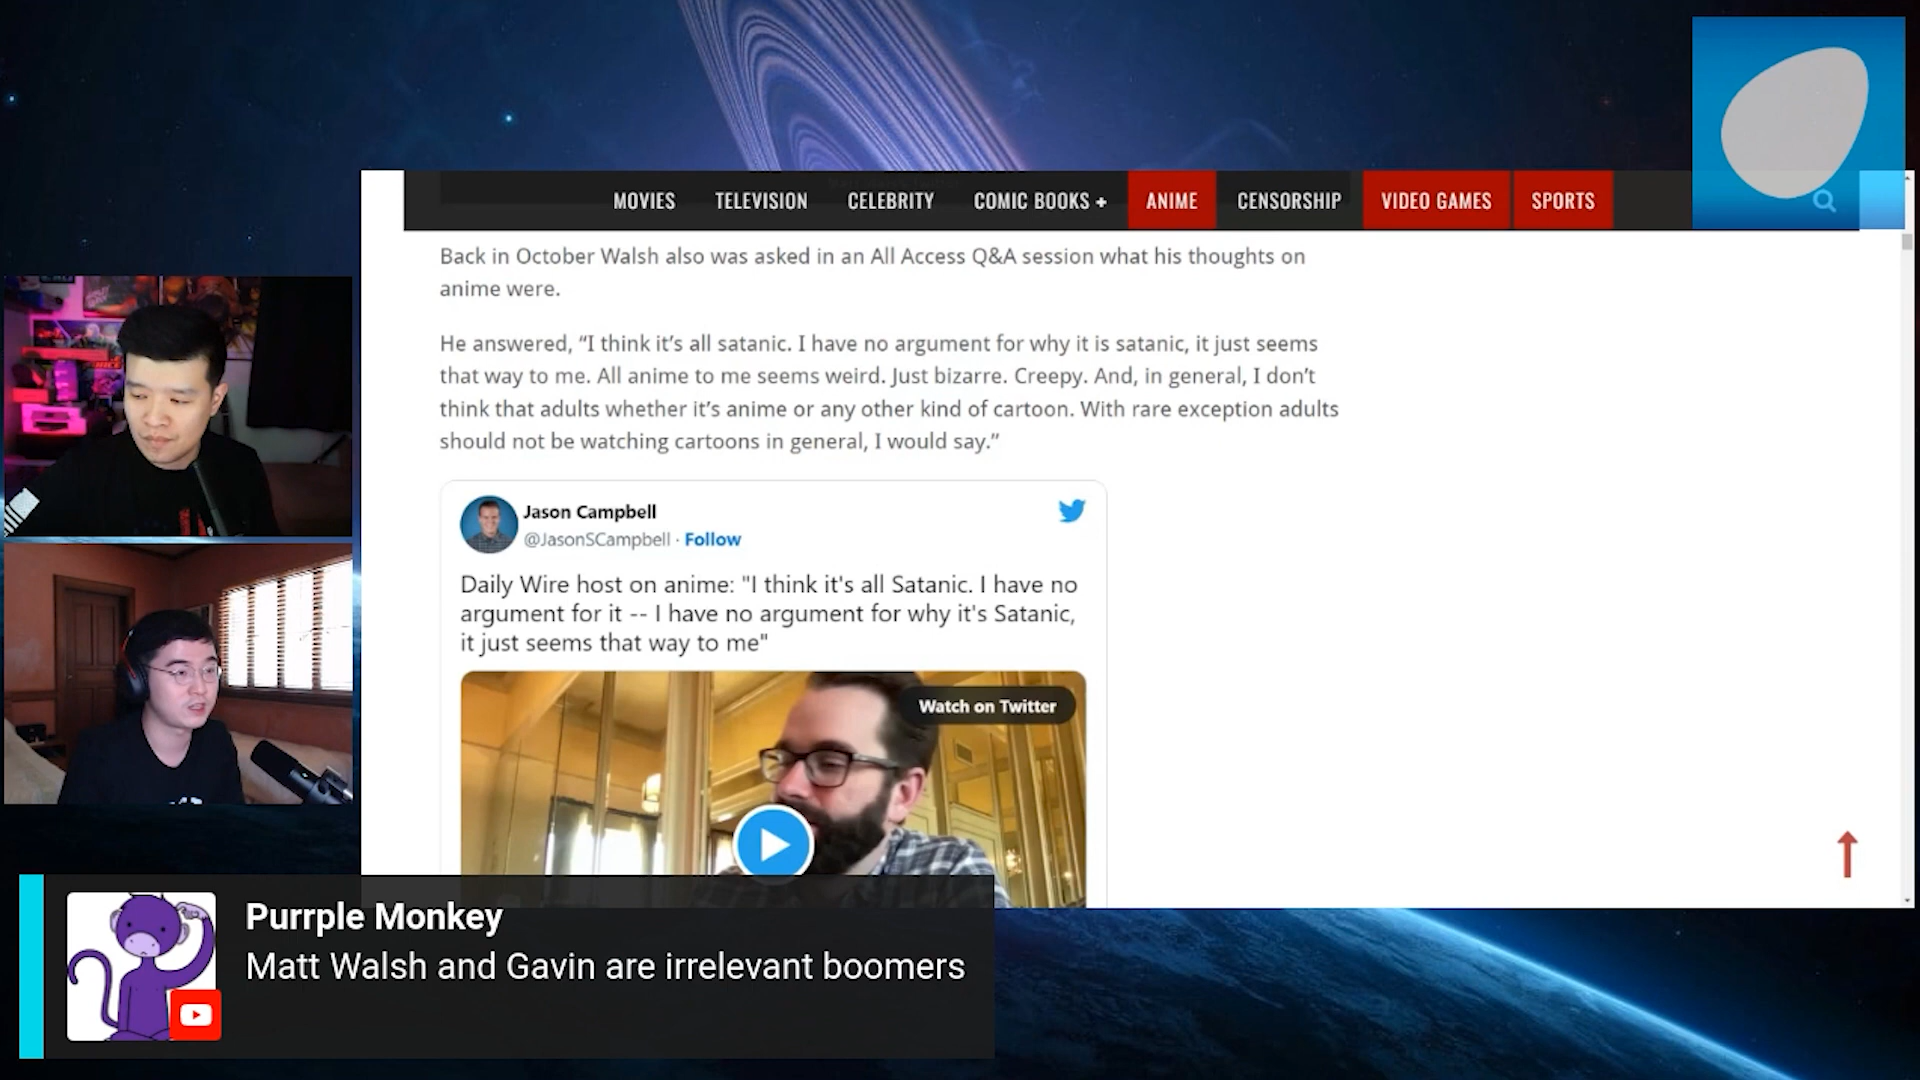 MOVIES TELEVISION CELEBRITY COMIC BOOKS + ANIME CENSORSHIP VIDEO GAMES SPORTS
Back in October Walsh also was asked in an All Access Q&A session what his thoughts on
anime were.
He answered, “I think it’s all satanic. I have no argument for why it is satanic, it just seems
that way to me. All anime to me seems weird. Just bizarre. Creepy. And, in general, I don’t
think that adults whether it’s anime or any other kind of cartoon. With rare exception adults
should not be watching cartoons in general, I would say.”
Jason Campbell
@JasonSCampbell · Follow
Daily Wire host on anime: "I think it's all Satanic. I have no
argument for it -- I have no argument for why it's Satanic,
it just seems that way to me"
Watch on Twitter
Purrple Monkey
Matt Walsh and Gavin are irrelevant boomers